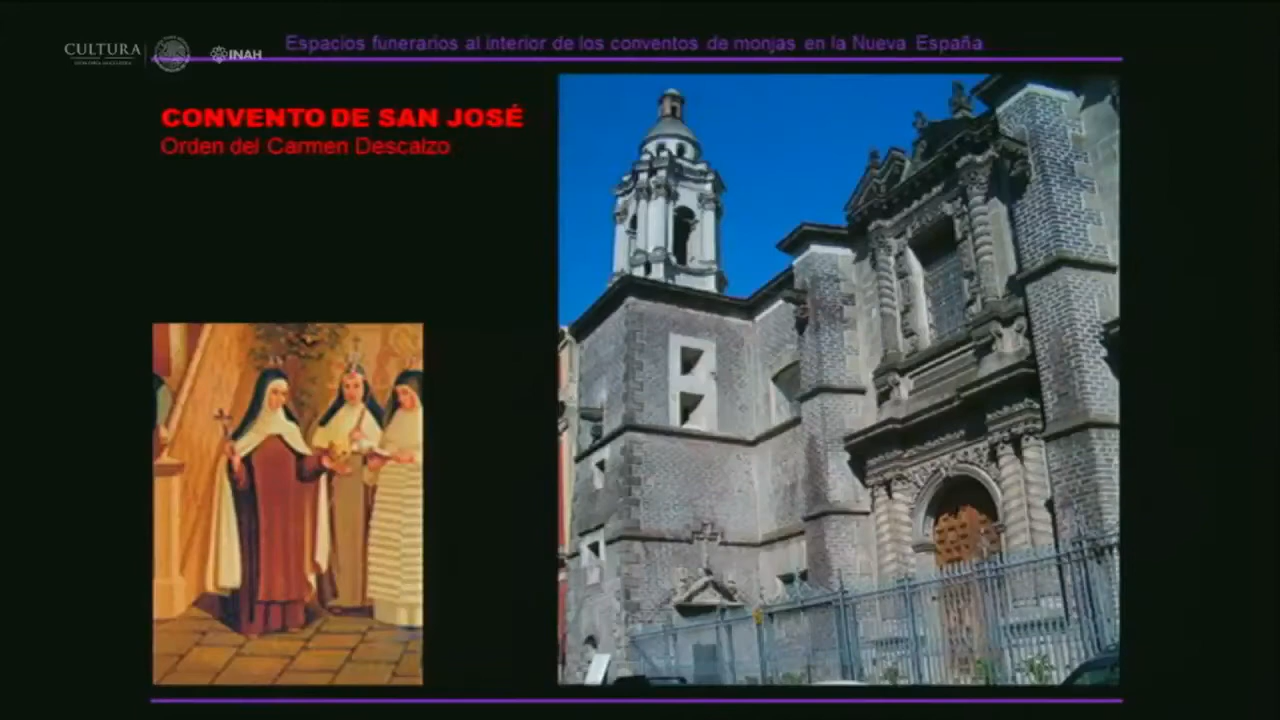 CULTURA
INAH
Espacios funerarios al interior de los conventos de monjas en la Nueva España
CONVENTO DE SAN JOSÉ
Orden del Carmen Descalzo